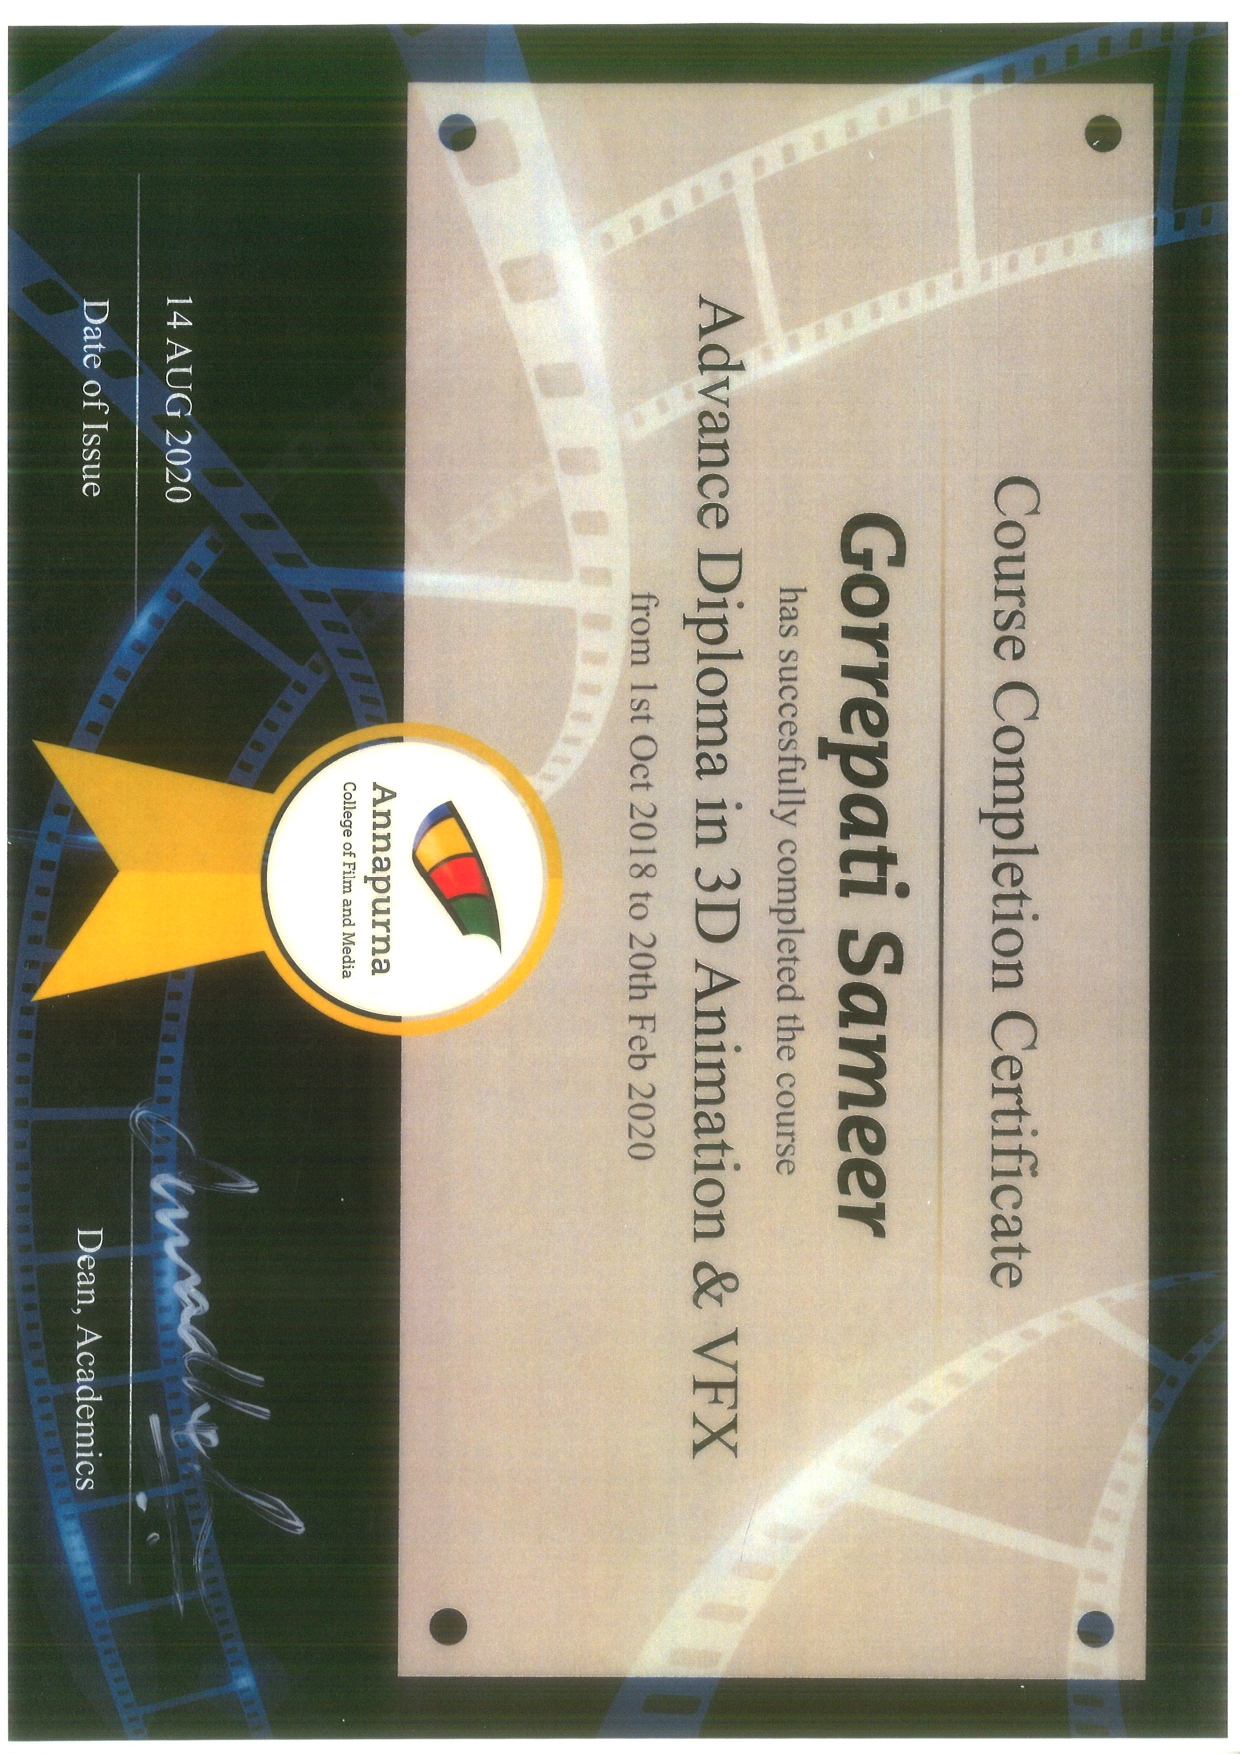 Course Completion Certificate
Gorrepati Sameer
has succesfully completed the course
Advance Diploma in 3D Animation & VFX
from 1st Oct 2018 to 20th Feb 2020
Annapurna
College of Film and Media
14 AUG 2020
Date of Issue
Dean, Academics